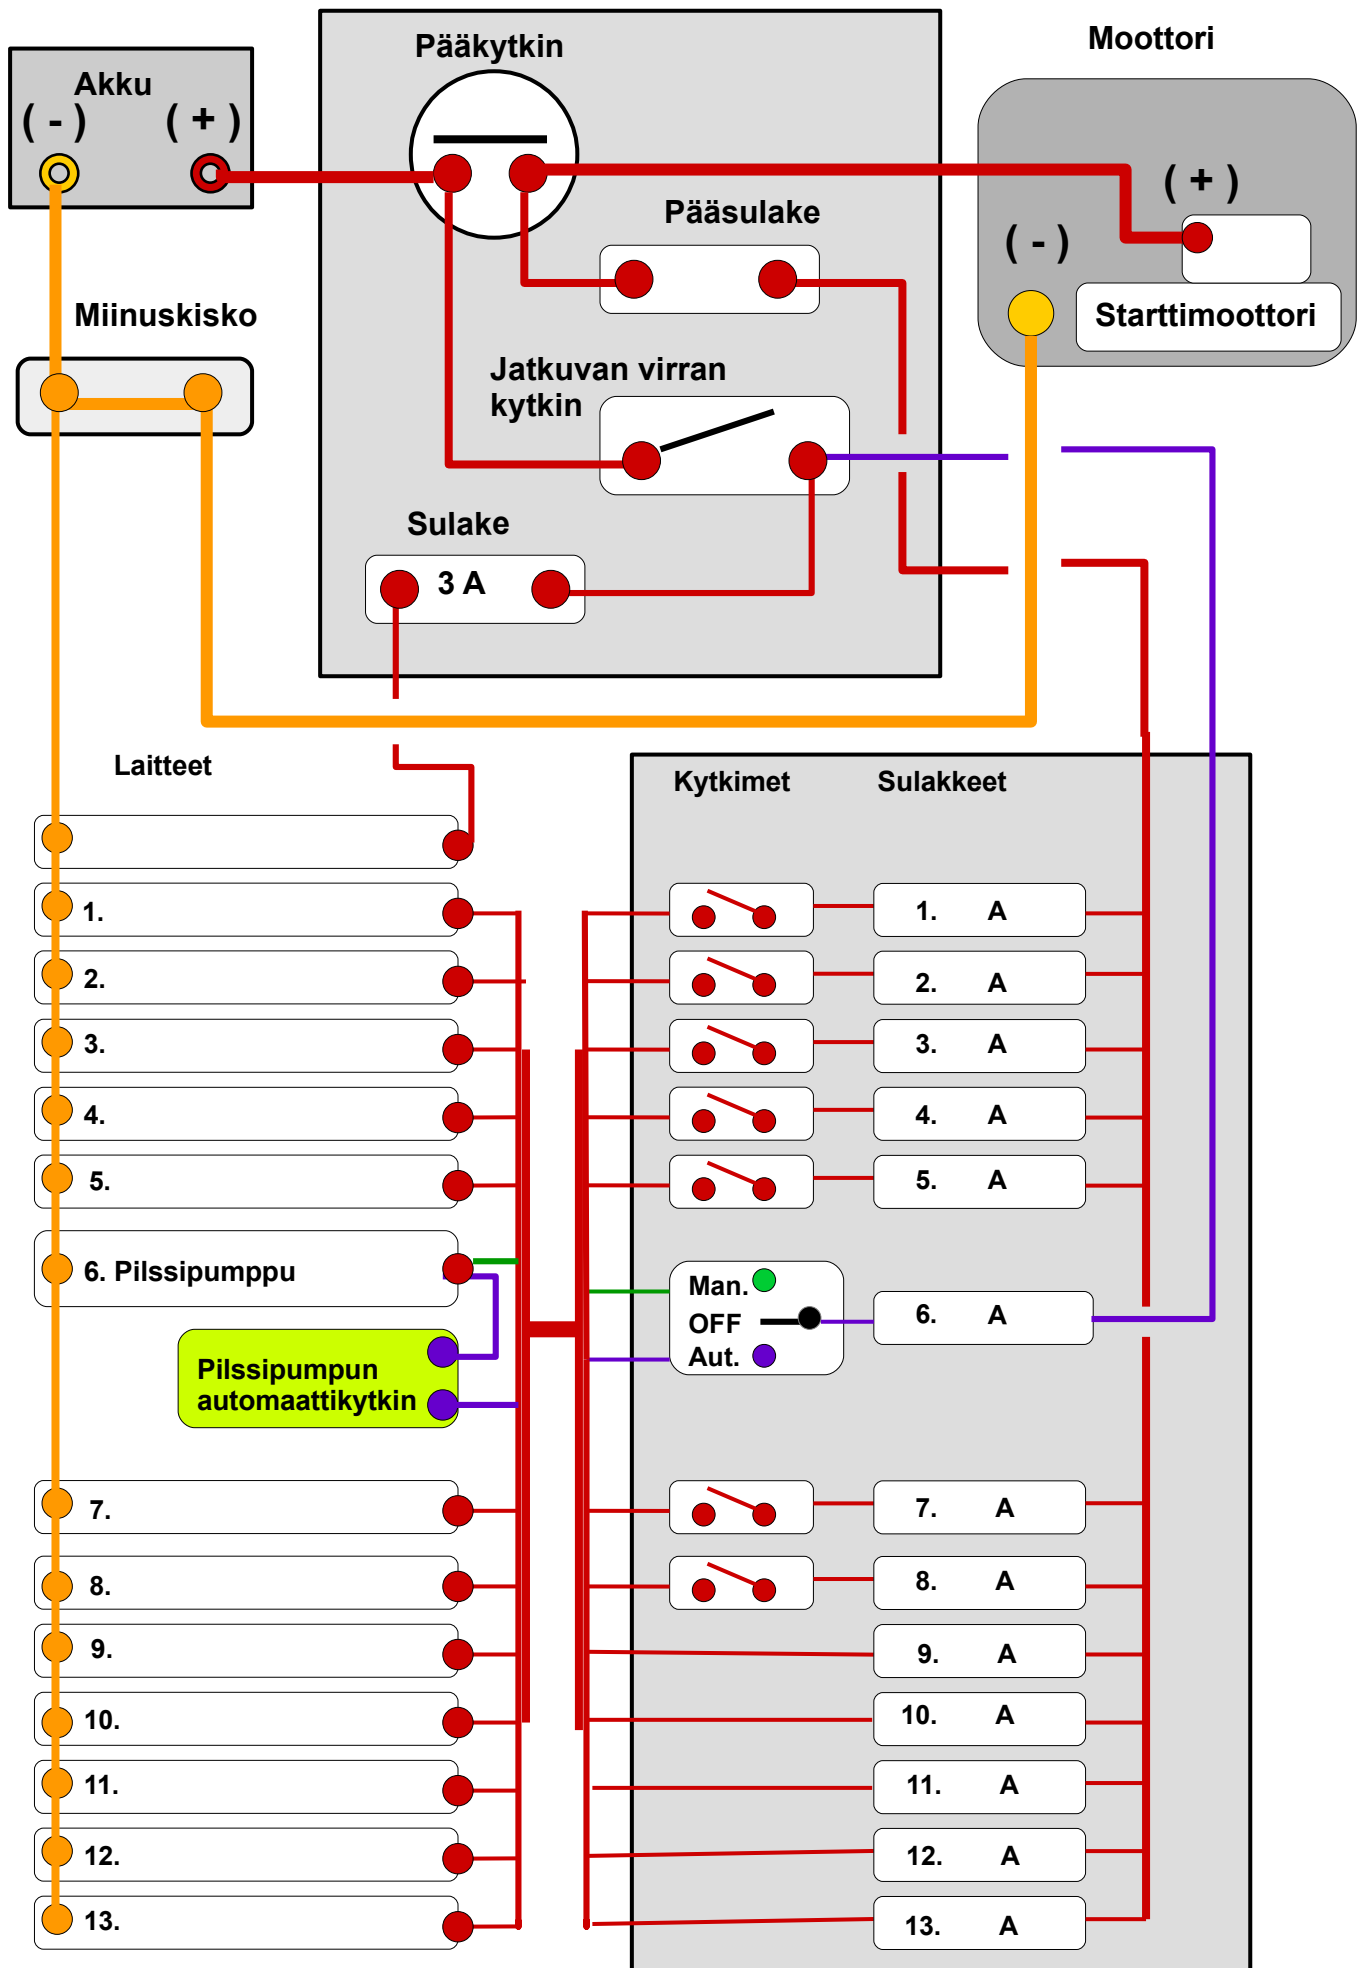 Pääkytkin
Moottori
Akku
( - ) ( + )
( + )
Pääsulake
( - )
Miinuskisko
Starttimoottori
Jatkuvan virran
kytkin
Sulake
3 A
Laitteet
Kytkimet Sulakkeet
1. 1. A
2. 2. A
3. 3. A
4. 4. A
5. 5. A
6. Pilssipumppu
Man.
OFF
Aut.
6. A
Pilssipumpun
automaattikytkin
7. 7. A
8. 8. A
9. 9. A
10. 10. A
11. 11. A
12. 12. A
13. 13. A